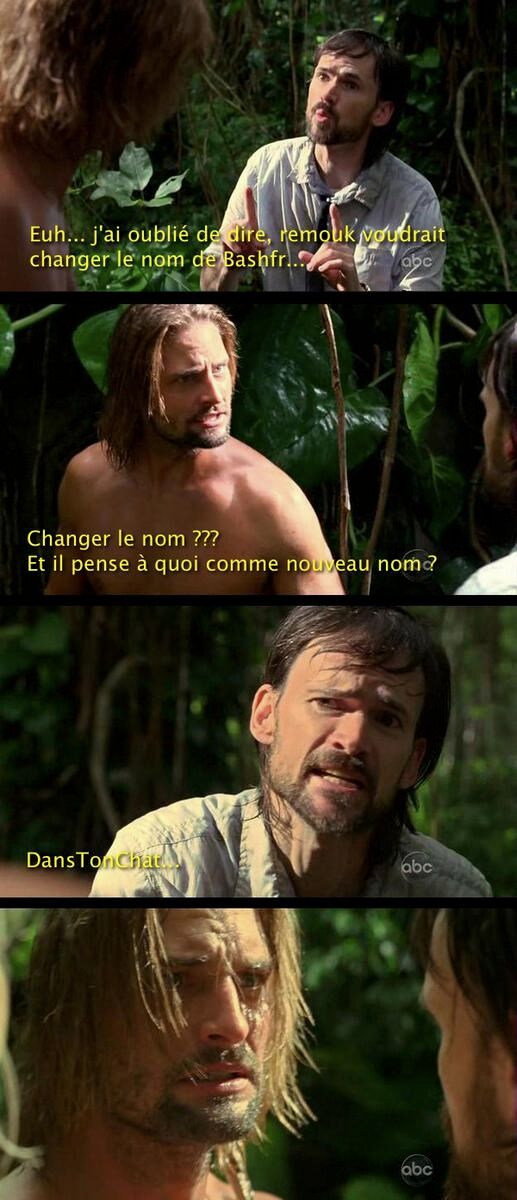 Euh... j'ai oublié de dire, remouk voudrait
changer le nom de Bashfr...
abc
Changer le nom ???
Et il pense à quoi comme nouveau nom ?
DansTonChat...
abc
abc